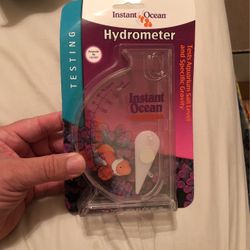 Instant Ocean
Hydrometer
TESTING
Tests Aquarium Salt Level
and Specific Gravity
Instant
Ocean